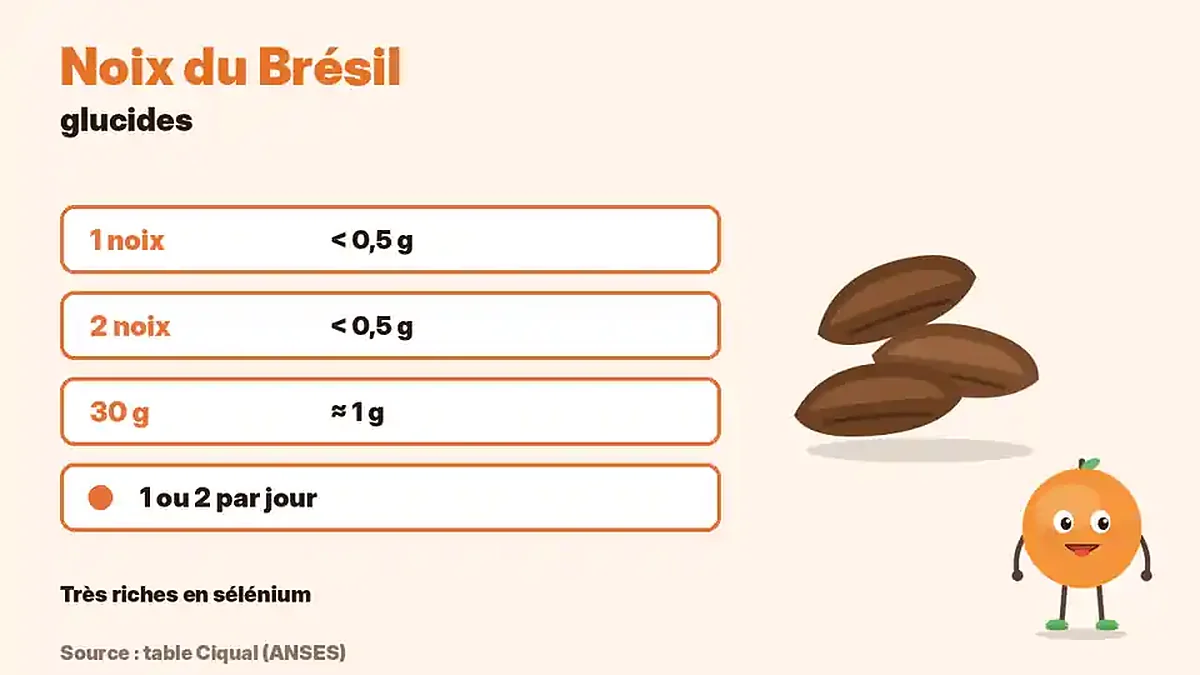 Noix du Brésil
glucides
1 noix < 0,5 g
2 noix < 0,5 g
30 g ≈ 1 g
1 ou 2 par jour
Très riches en sélénium
Source : table Ciqual (ANSES)